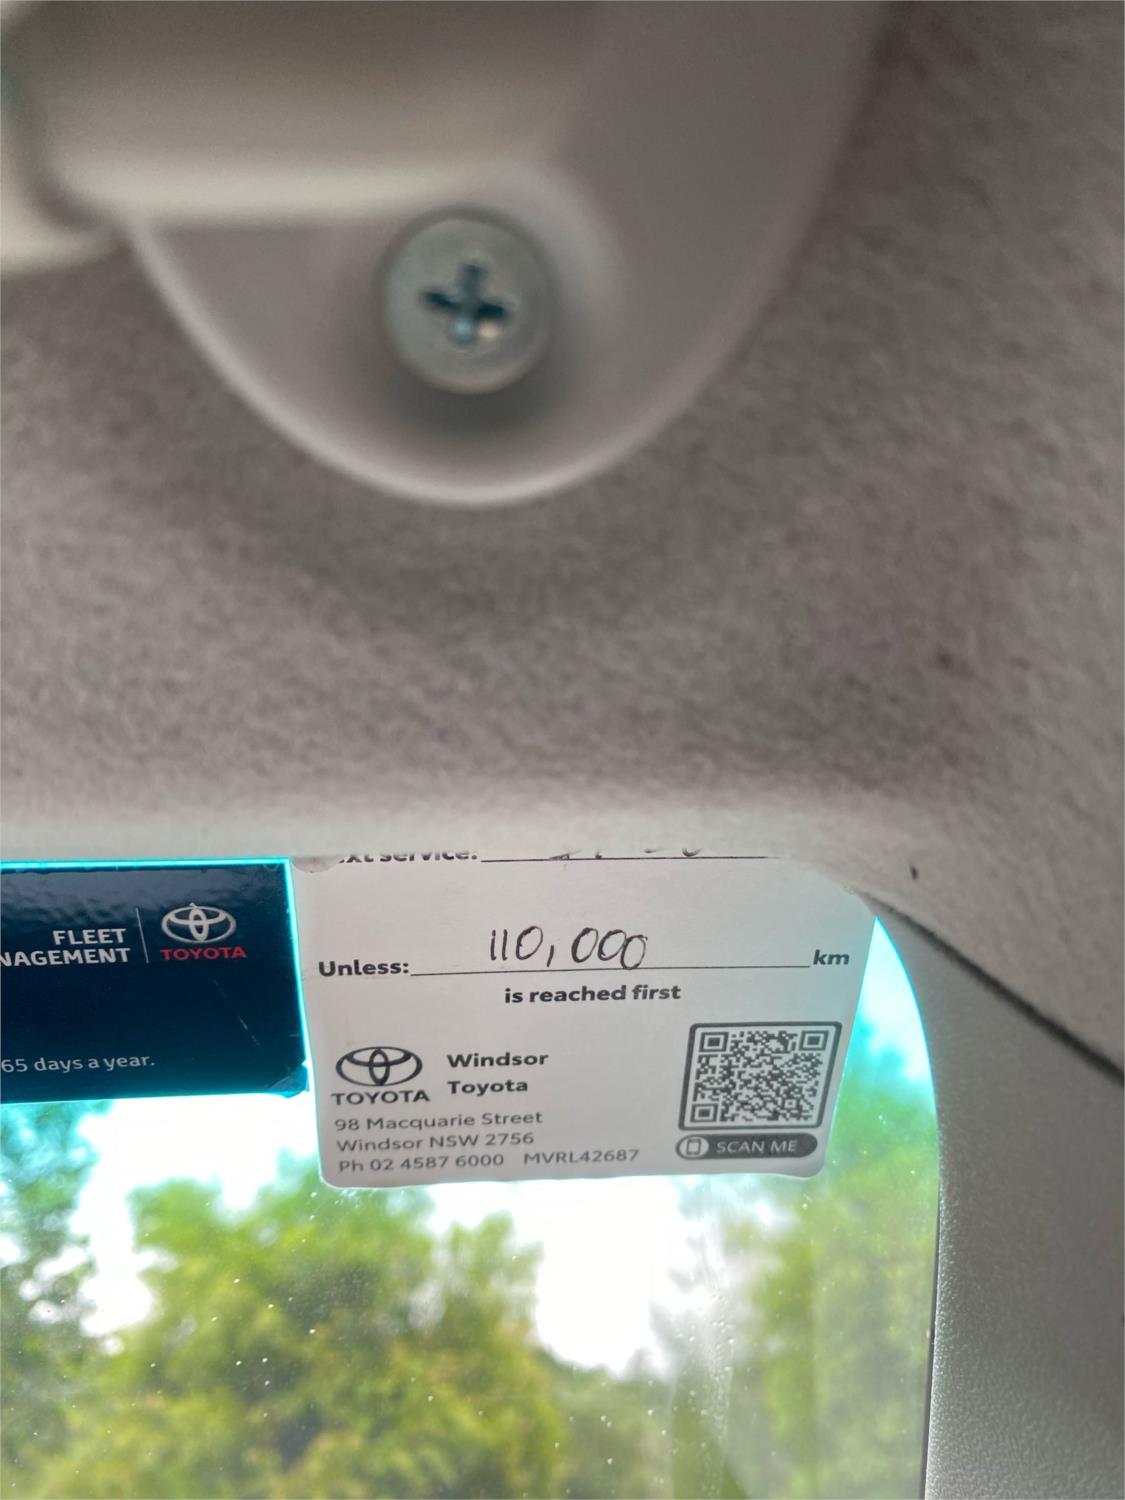 FLEET
NAGEMENT
TOYOTA
65 days a year.
service:
Unless: 110,000 km
is reached first
TOYOTA
Windsor
Toyota
98 Macquarie Street
Windsor NSW 2756
Ph 02 4587 6000 MVRL42687
SCAN ME